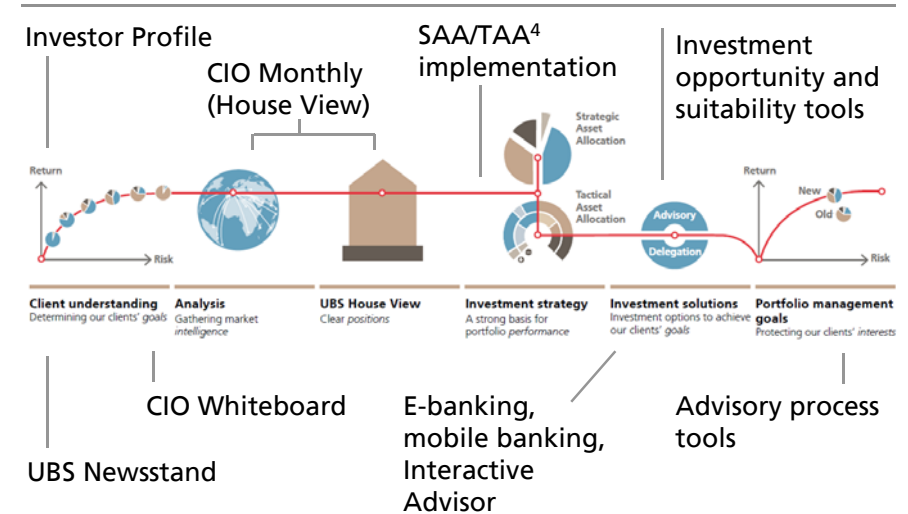 Investor Profile
CIO Monthly
(House View)
SAA/TAA⁴
implementation
Investment
opportunity and
suitability tools
Return
Risk
Strategic
Asset
Allocation
Tactical
Asset
Allocation
Advisory
Delegation
Return
New
Old
Risk
Client understanding
Determining our clients' goals
Analysis
Gathering market
intelligence
UBS House View
Clear positions
Investment strategy
A strong basis for
portfolio performance
Investment solutions
Investment options to achieve
our clients' goals
Portfolio management
goals
Protecting our clients' interests
CIO Whiteboard
UBS Newsstand
E-banking,
mobile banking,
Interactive
Advisor
Advisory process
tools